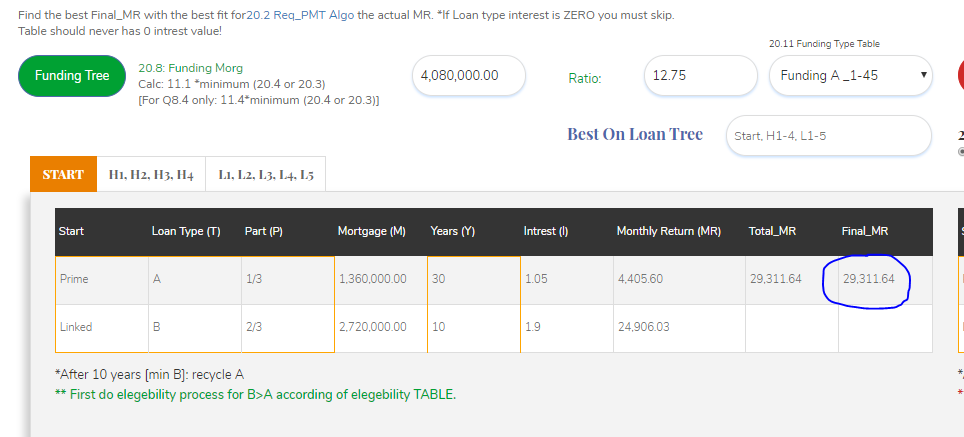 Find the best Final_MR with the best fit for20.2 Req_PMT Algo the actual MR. *If Loan type interest is ZERO you must skip.
Table should never has 0 intrest value!
20.11 Funding Type Table
Funding Tree
20.8: Funding Morg
Calc: 11.1 *minimum (20.4 or 20.3)
[For Q8.4 only: 11.4*minimum (20.4 or 20.3)]
4,080,000.00
Ratio:
12.75
Funding A _1-45
Best On Loan Tree
Start, H1-4, L1-5
START
H1, H2, H3, H4
L1, L2, L3, L4, L5
Start Loan Type (T) Part (P) Mortgage (M) Years (Y) Intrest (I) Monthly Return (MR) Total_MR Final_MR
Prime A 1/3 1,360,000.00 30 1.05 4,405.60 29,311.64 29,311.64
Linked B 2/3 2,720,000.00 10 1.9 24,906.03
*After 10 years [min B]: recycle A
** First do elegebility process for B>A according of elegebility TABLE.